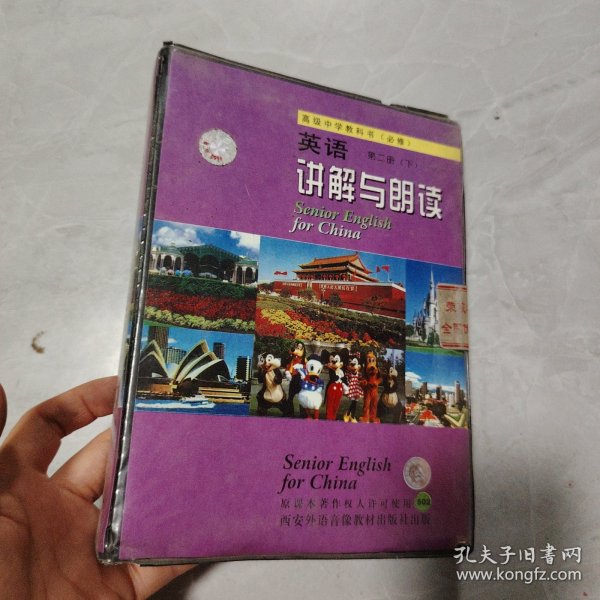 高级中学教科书(必修)
英语 第二册(下)
讲解与朗读
Senior English
for China
Senior English
for China
原课本著作权人许可使用 602
西安外语音像教材出版社出版
孔夫子旧书网
www.kongfz.com